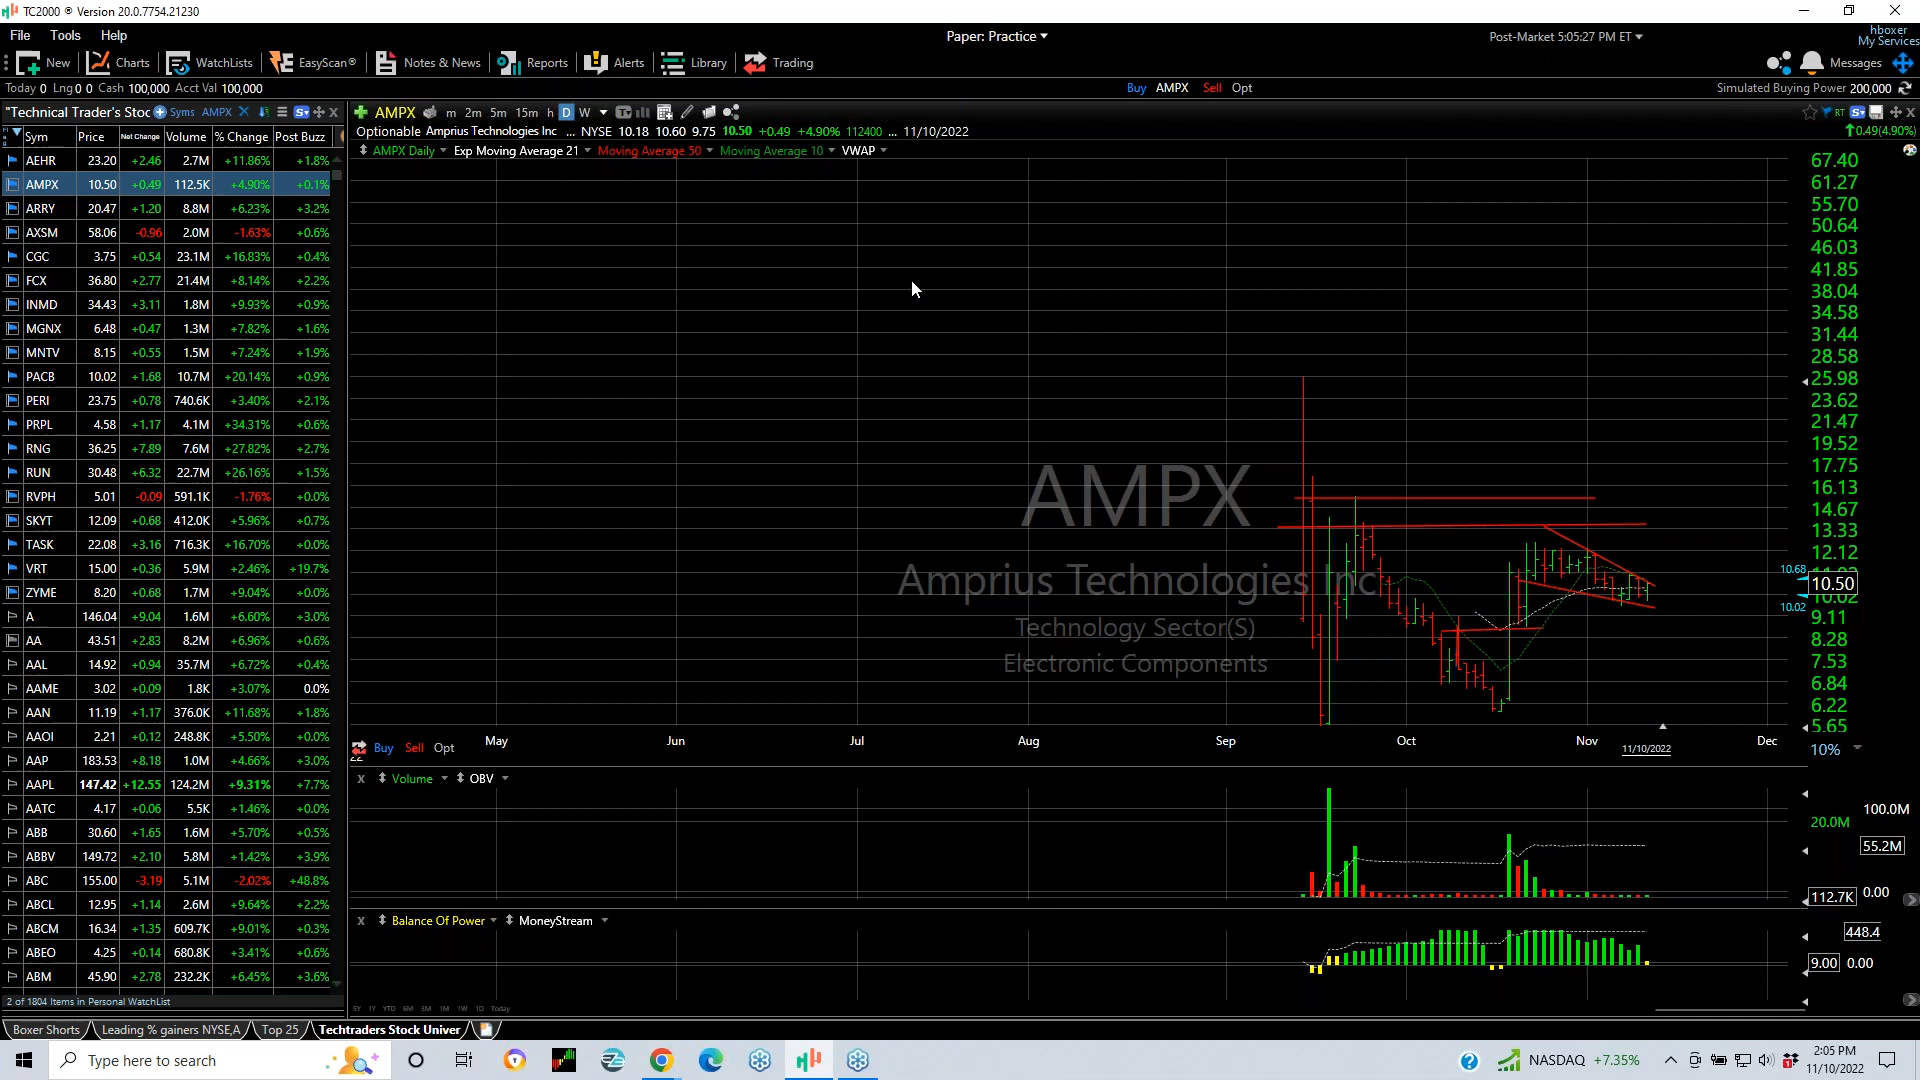 TC2000 ® Version 20.0.7754.21230
File Tools Help
Paper: Practice
Post-Market 5:05:27 PM ET
hboxer
My Services
New Charts WatchLists EasyScan® Notes & News Reports Alerts Library Trading Messages
Today 0 Lng 0 0 Cash 100,000 Acct Val 100,000
Buy AMPX Sell Opt
Simulated Buying Power 200,000
"Technical Trader's Stoc Syms AMPX
AMPX m 2m 5m 15m h D W
RT
Optionable Amprius Technologies Inc ... NYSE 10.18 10.60 9.75 10.50 +0.49 +4.90% 112400 ... 11/10/2022
0.49(4.90%)
AMPX Daily Exp Moving Average 21 Moving Average 50 Moving Average 10 VWAP
Sym Price Net Change Volume % Change Post Buzz
AEHR 23.20 +2.46 2.7M +11.86% +1.8%
AMPX 10.50 +0.49 112.5K +4.90% +0.1%
ARRY 20.47 +1.20 8.8M +6.23% +3.2%
AXSM 58.06 -0.96 2.0M -1.63% +0.6%
CGC 3.75 +0.54 23.1M +16.83% +0.4%
FCX 36.80 +2.77 21.4M +8.14% +2.2%
INMD 34.43 +3.11 1.8M +9.93% +0.9%
MGNX 6.48 +0.47 1.3M +7.82% +1.6%
MNTV 8.15 +0.55 1.5M +7.24% +1.9%
PACB 10.02 +1.68 10.7M +20.14% +0.9%
PERI 23.75 +0.78 740.6K +3.40% +2.1%
PRPL 4.58 +1.17 4.1M +34.31% +0.6%
RNG 36.25 +7.89 7.6M +27.82% +2.7%
RUN 30.48 +6.32 22.7M +26.16% +1.5%
RVPH 5.01 -0.09 591.1K -1.76% +0.0%
SKYT 12.09 +0.68 412.0K +5.96% +0.7%
TASK 22.08 +3.16 716.3K +16.70% +0.0%
VRT 15.00 +0.36 5.9M +2.46% +19.7%
ZYME 8.20 +0.68 1.7M +9.04% +0.0%
A 146.04 +9.04 1.6M +6.60% +3.0%
AA 43.51 +2.83 8.2M +6.96% +0.6%
AAL 14.92 +0.94 35.7M +6.72% +0.4%
AAME 3.02 +0.09 1.8K +3.07% 0.0%
AAN 11.19 +1.17 376.0K +11.68% +1.8%
AAOI 2.21 +0.12 248.8K +5.50% +0.0%
AAP 183.53 +8.18 1.0M +4.66% +3.0%
AAPL 147.42 +12.55 124.2M +9.31% +7.7%
AATC 4.17 +0.06 5.5K +1.46% +0.0%
ABB 30.60 +1.65 1.6M +5.70% +0.5%
ABBV 149.72 +2.10 5.8M +1.42% +3.9%
ABC 155.00 -3.19 5.1M -2.02% +48.8%
ABCL 12.95 +1.14 2.6M +9.64% +2.2%
ABCM 16.34 +1.35 609.7K +9.01% +0.3%
ABEO 4.25 +0.14 680.8K +3.41% +0.6%
ABM 45.90 +2.78 232.2K +6.45% +3.6%
2 of 1804 Items in Personal WatchList
AMPX
Amprius Technologies Inc
Technology Sector(S)
Electronic Components
67.40
61.27
55.70
50.64
46.03
41.85
38.04
34.58
31.44
28.58
25.98
23.62
21.47
19.52
17.75
16.13
14.67
13.33
12.12
10.68
10.50
10.02
10.02
9.11
8.28
7.53
6.84
6.22
5.65
10%
Buy Sell Opt
22
May Jun Jul Aug Sep Oct Nov Dec
11/10/2022
Volume OBV
100.0M
20.0M
55.2M
112.7K 0.00
Balance Of Power MoneyStream
448.4
9.00 0.00
5Y 1Y YTD 6M 3M 1M 1W 1D Today
Boxer Shorts Leading % gainers NYSE,A Top 25 Techtraders Stock Univer
Type here to search
NASDAQ +7.35%
2:05 PM
11/10/2022